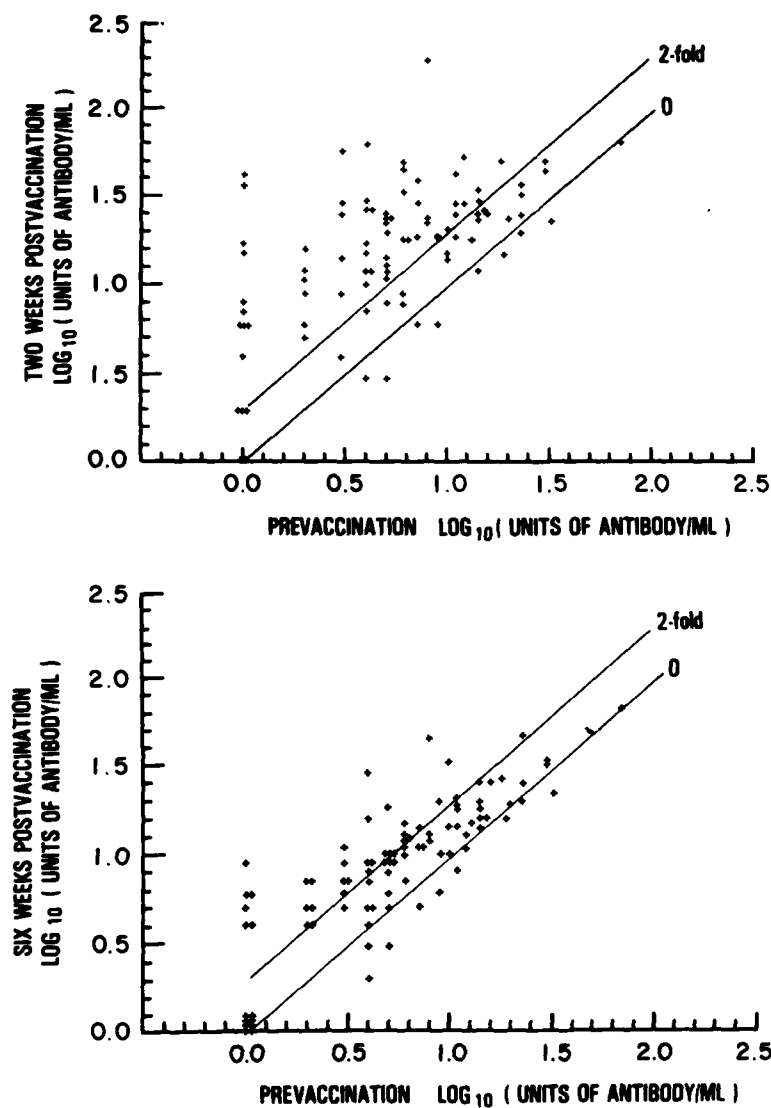 2.5
2-fold
2.0
0
1.5
1.0
1.5
0.0
TWO WEEKS POSTVACCINATION
LOG10 ( UNITS OF ANTIBODY/ML )
0.0 0.5 1.0 1.5 2.0 2.5
PREVACCINATION LOG10 ( UNITS OF ANTIBODY/ML )
2.5
2-fold
2.0
0
1.5
1.0
0.5
0.0
SIX WEEKS POSTVACCINATION
LOG10 ( UNITS OF ANTIBODY/ML )
0.0 0.5 1.0 1.5 2.0 2.5
PREVACCINATION LOG10 ( UNITS OF ANTIBODY/ML )